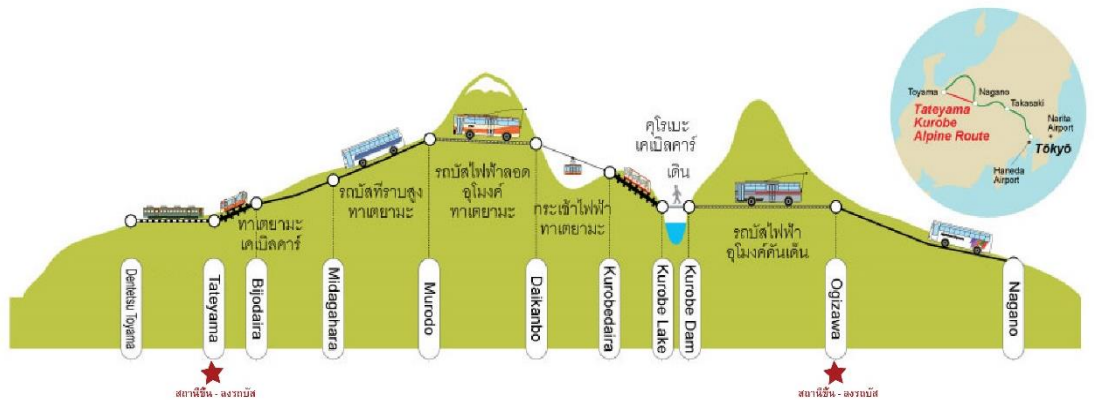 Toyama
Nagano
Takasaki
Tateyama
Kurobe
Alpine Route
Narita
Airport
Tōkyō
Haneda
Airport
คุโรเบะ
เคเบิลคาร์
เดิน
รถบัสไฟฟ้าลอด
อุโมงค์
ทาเตยามะ
รถบัสที่ราบสูง
ทาเตยามะ
กระเช้าไฟฟ้า
ทาเตยามะ
ทาเตยามะ
เคเบิลคาร์
รถบัสไฟฟ้า
อุโมงค์คันเด็น
Dentetsu Toyama
Tateyama
Bijodaira
Midagahara
Murodo
Daikanbo
Kurobedaira
Kurobe Lake
Kurobe Dam
Ogizawa
Nagano
สถานีขึ้น - ลงรถบัส
สถานีขึ้น - ลงรถบัส